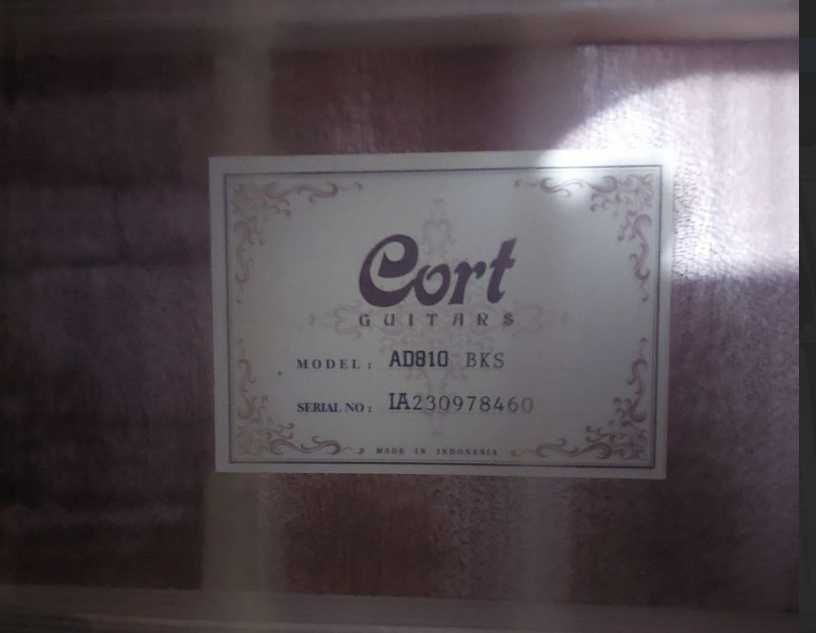 Cort
GUITARS
MODEL: AD810 BKS
SERIAL NO: IA230978460
MADE IN INDONESIA